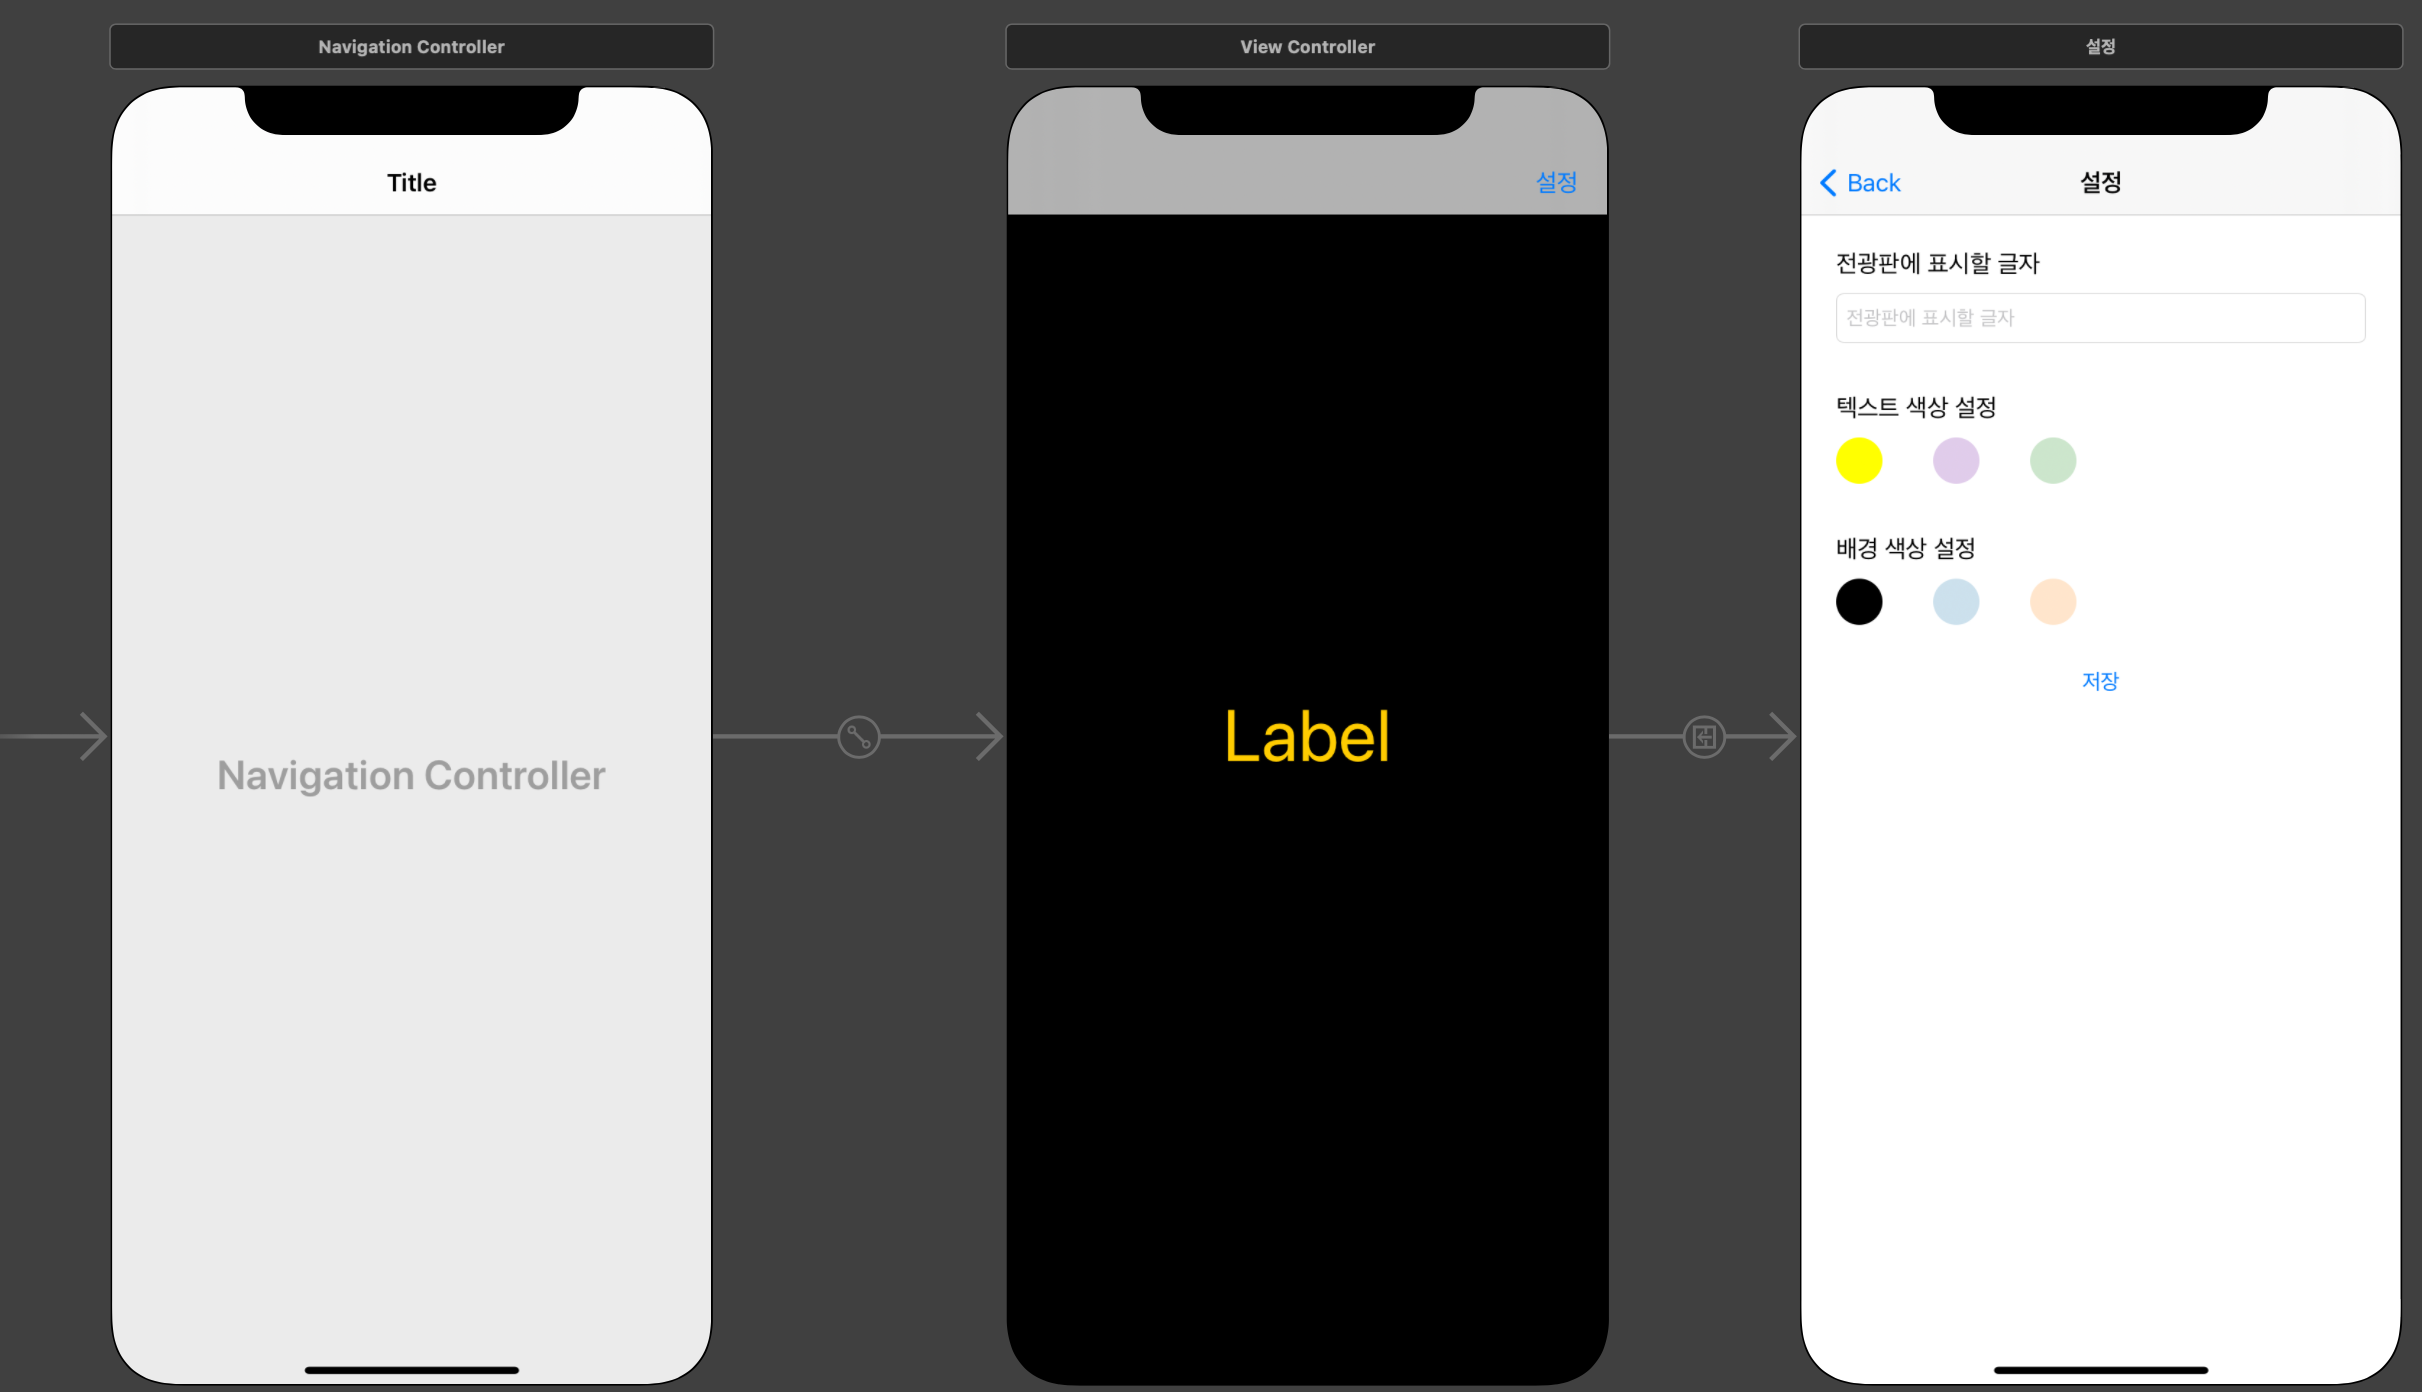 Navigation Controller
Title
Navigation Controller
View Controller
설정
Label
설정
Back
설정
전광판에 표시할 글자
전광판에 표시할 글자
텍스트 색상 설정
배경 색상 설정
저장